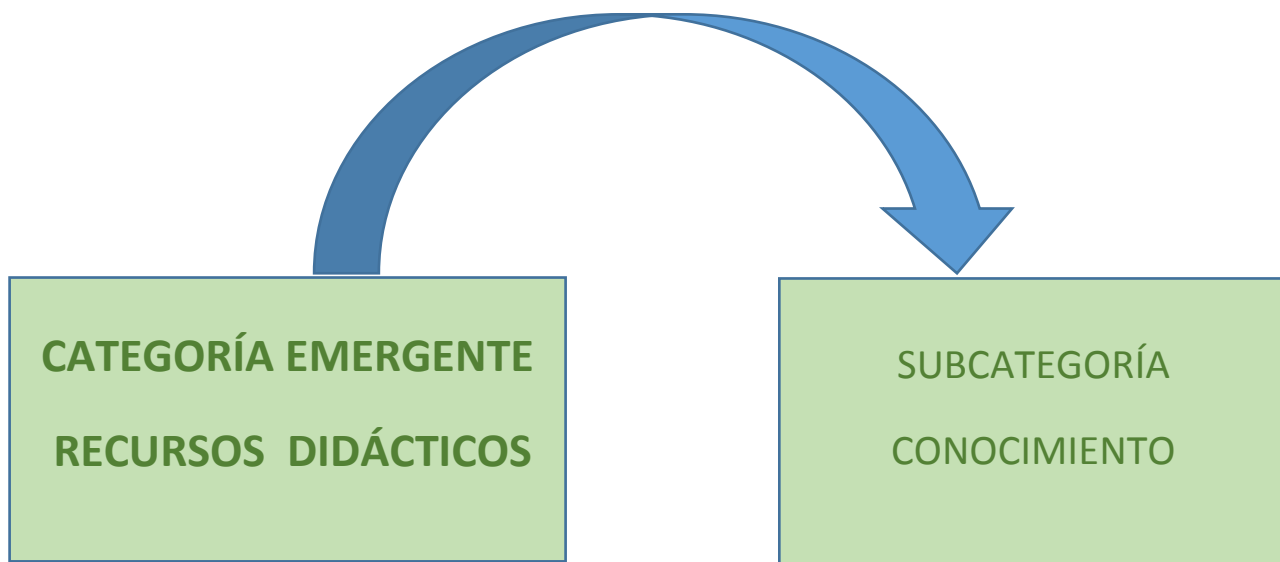 CATEGORÍA EMERGENTE
RECURSOS DIDÁCTICOS
SUBCATEGORÍA
CONOCIMIENTO